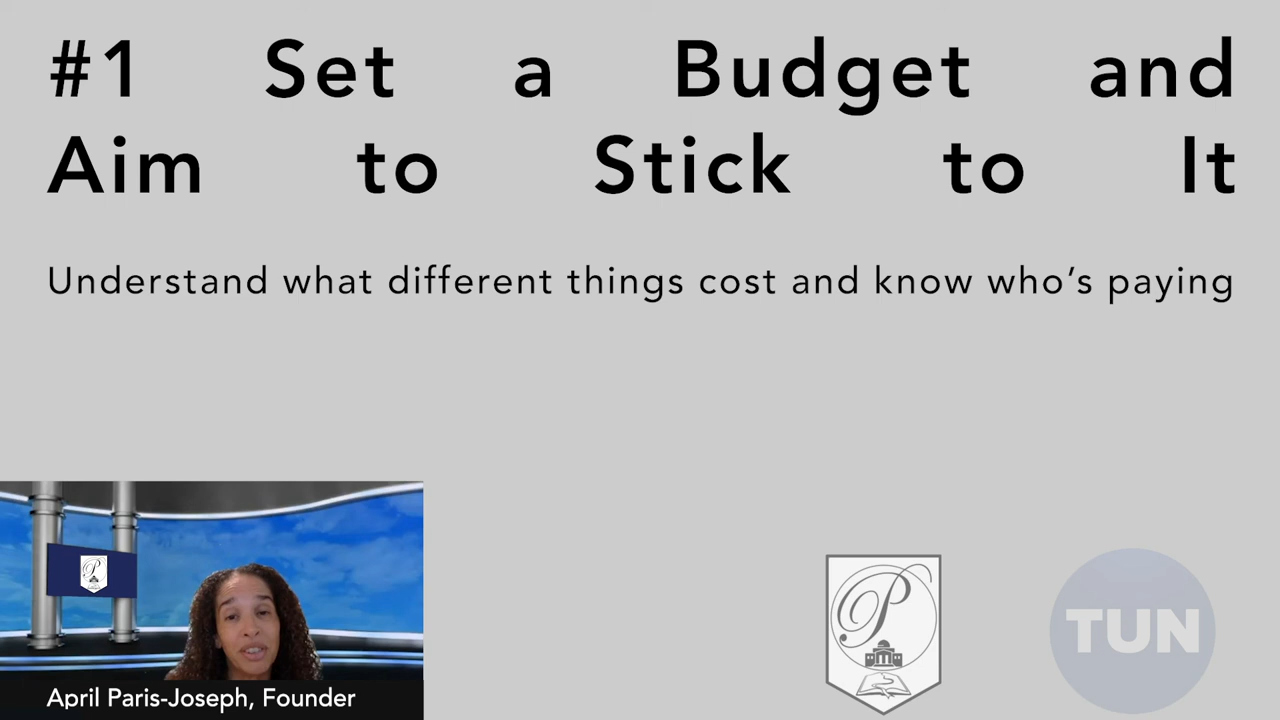 #1 Set a Budget and
Aim to Stick to It
Understand what different things cost and know who’s paying
P
April Paris-Joseph, Founder
P
TUN